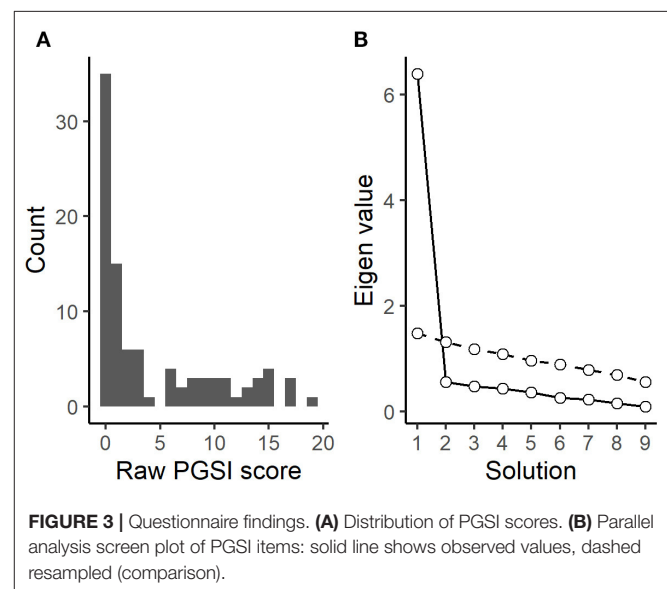 A
B
30
20
10
0
Count
0 5 10 15 20
Raw PGSI score
6
4
2
0
Eigen value
1 2 3 4 5 6 7 8 9
Solution
FIGURE 3 | Questionnaire findings. (A) Distribution of PGSI scores. (B) Parallel
analysis screen plot of PGSI items: solid line shows observed values, dashed
resampled (comparison).